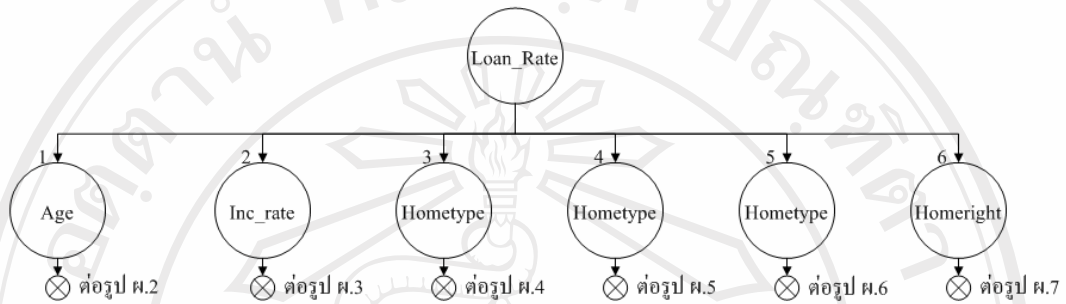 Loan_Rate
1 2 3 4 5 6
Age Inc_rate Hometype Hometype Hometype Homeright
ต่อรูป ผ.2 ต่อรูป ผ.3 ต่อรูป ผ.4 ต่อรูป ผ.5 ต่อรูป ผ.6 ต่อรูป ผ.7